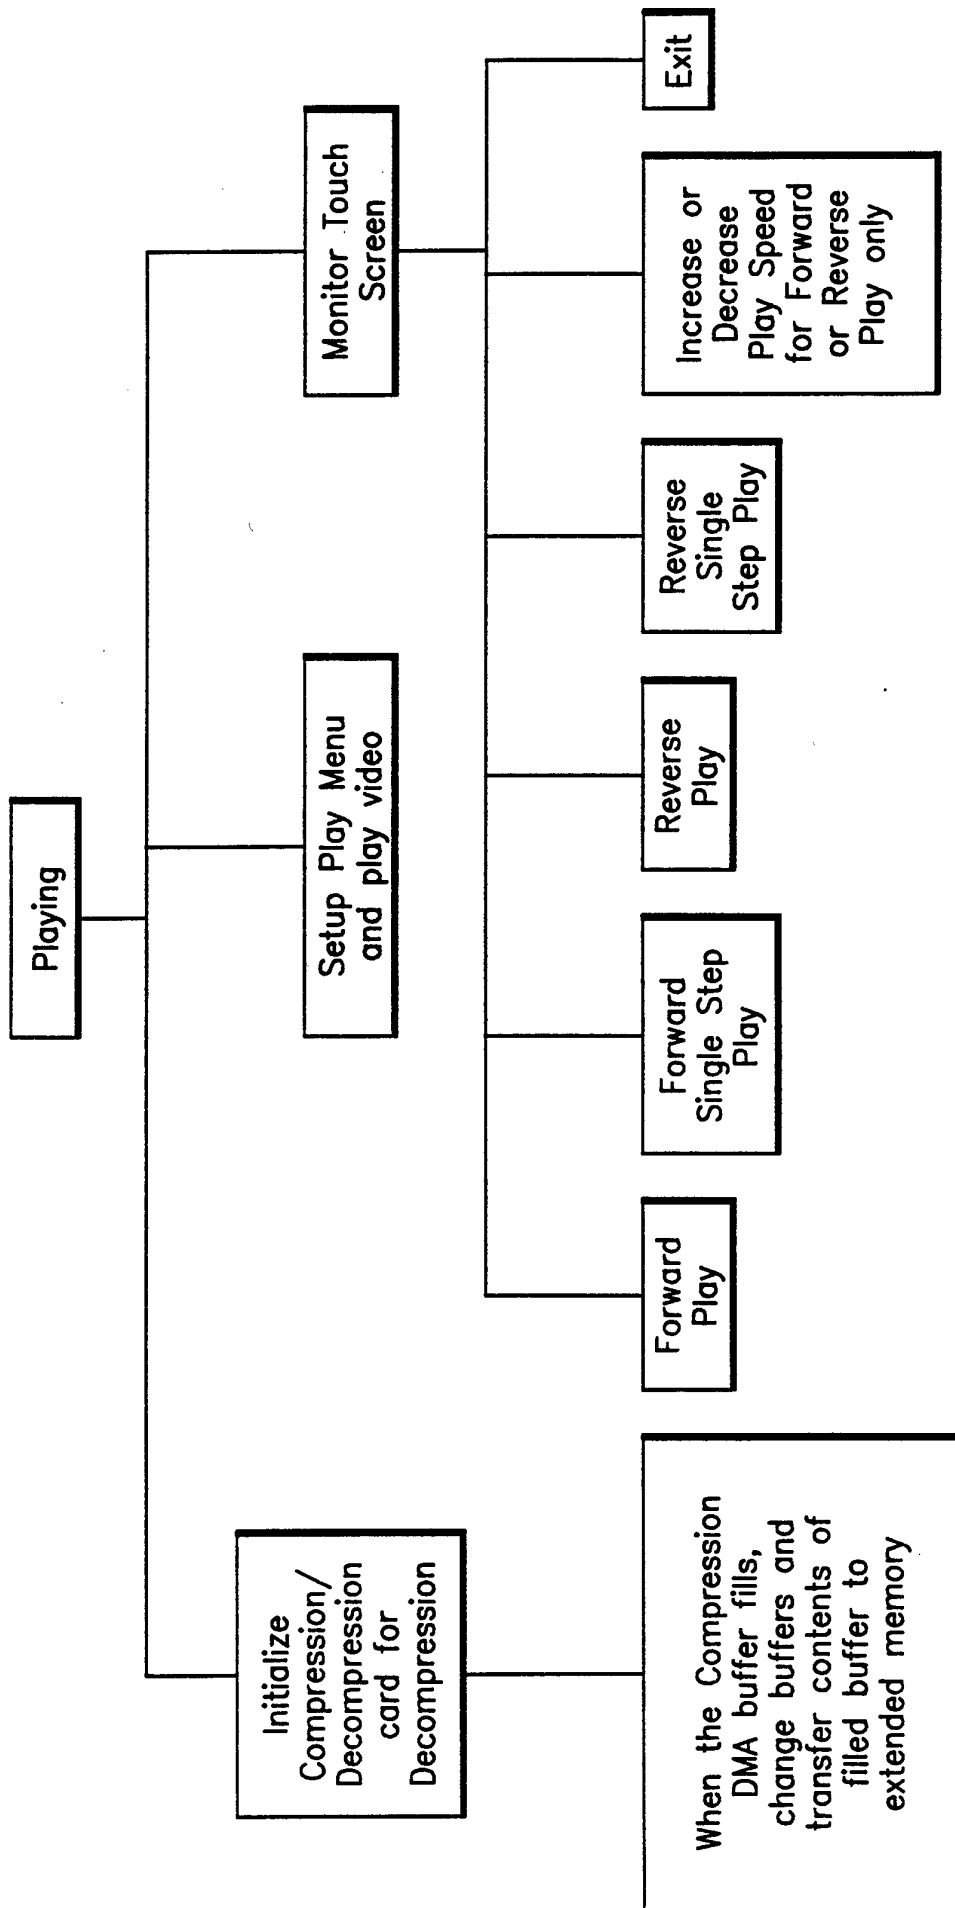 Playing
Initialize
Compression/
Decompression
card for
Decompression
Setup Play Menu
and play video
Monitor Touch
Screen
When the Compression
DMA buffer fills,
change buffers and
transfer contents of
filled buffer to
extended memory
Forward
Play
Forward
Single Step
Play
Reverse
Play
Reverse
Single
Step Play
Increase or
Decrease
Play Speed
for Forward
or Reverse
Play only
Exit